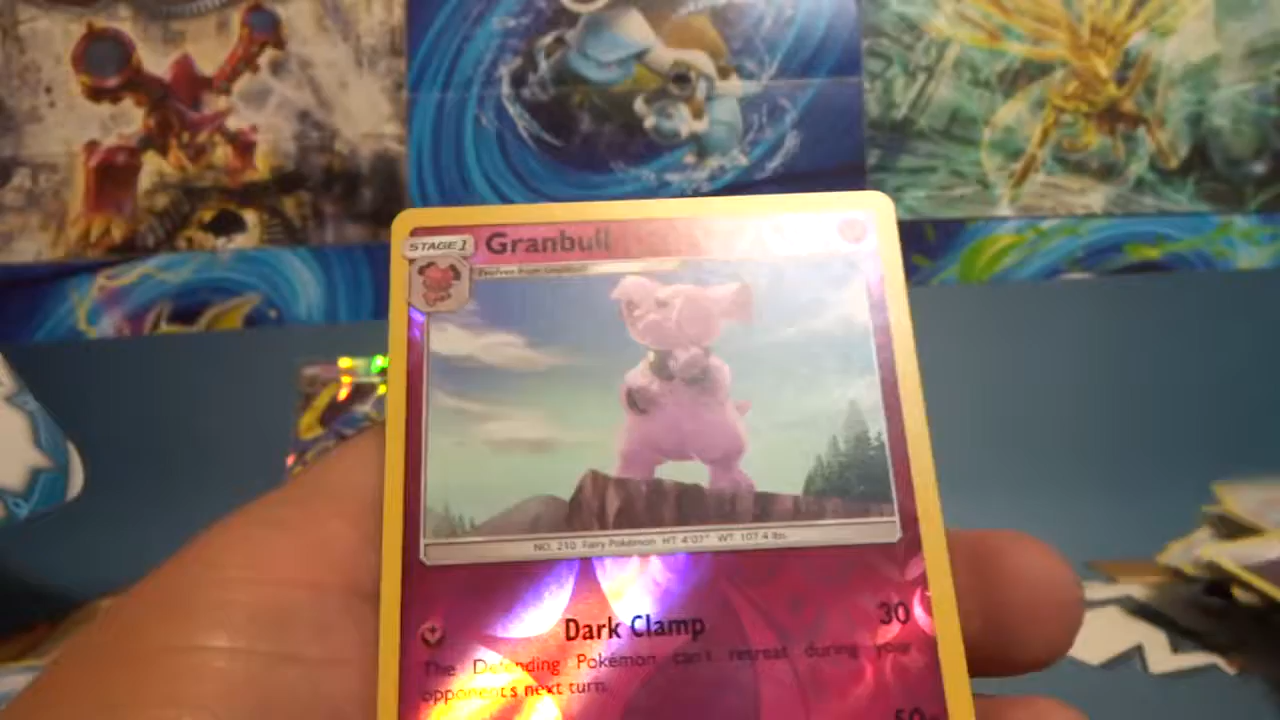 STAGE 1 Granbull
Evolves from Snubbull
NO. 210 Fairy Pokémon HT: 4'07" WT: 107.4 lbs.
Dark Clamp 30
The Defending Pokémon can't retreat during your
opponent's next turn.
50